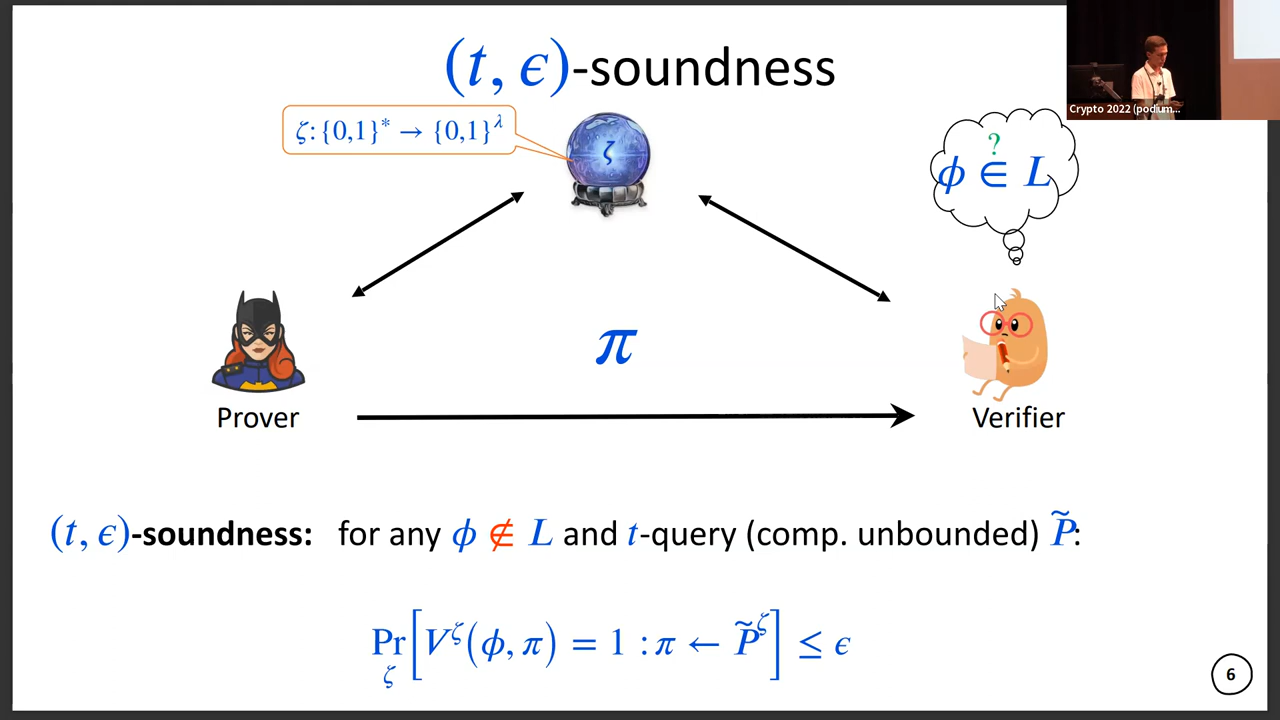 (t, ϵ)-soundness
Crypto 2022 (podium...
ζ: {0,1}* → {0,1}^λ
ζ
?
ϕ ∈ L
π
Prover
Verifier
(t, ϵ)-soundness: for any ϕ ∉ L and t-query (comp. unbounded) P̃:
Pr_ζ[V^ζ(ϕ, π) = 1 : π ← P̃^ζ] ≤ ϵ
6